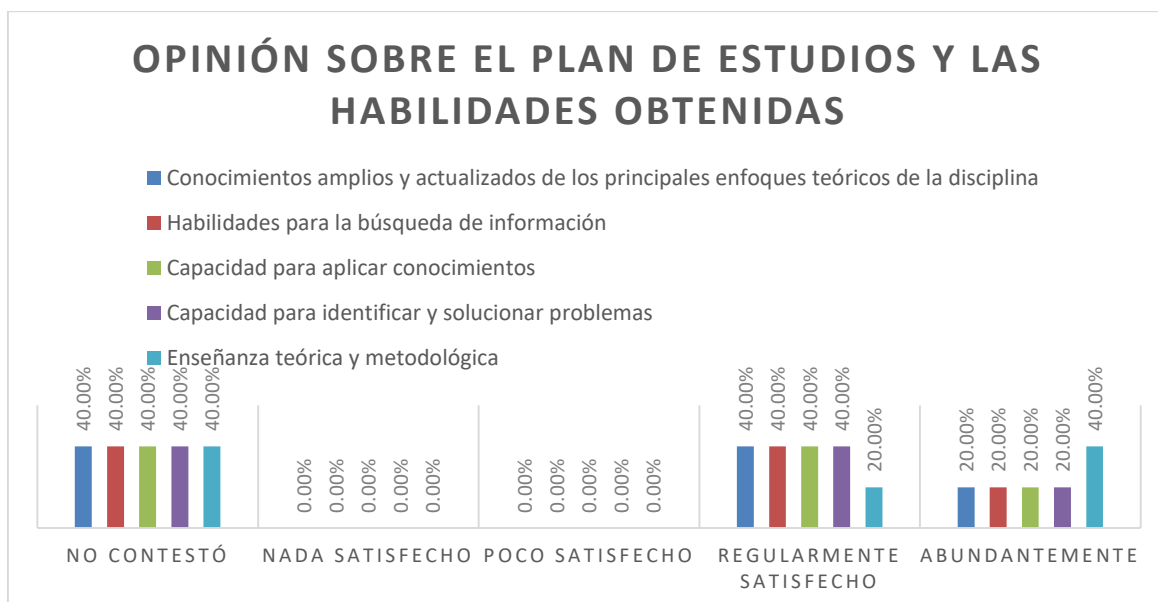 OPINIÓN SOBRE EL PLAN DE ESTUDIOS Y LAS
HABILIDADES OBTENIDAS
Conocimientos amplios y actualizados de los principales enfoques teóricos de la disciplina
Habilidades para la búsqueda de información
Capacidad para aplicar conocimientos
Capacidad para identificar y solucionar problemas
Enseñanza teórica y metodológica
40.00%
40.00%
40.00%
40.00%
40.00%
0.00%
0.00%
0.00%
0.00%
0.00%
0.00%
0.00%
0.00%
0.00%
0.00%
40.00%
40.00%
40.00%
40.00%
20.00%
20.00%
20.00%
20.00%
20.00%
40.00%
NO CONTESTÓ
NADA SATISFECHO
POCO SATISFECHO
REGULARMENTE
SATISFECHO
ABUNDANTEMENTE